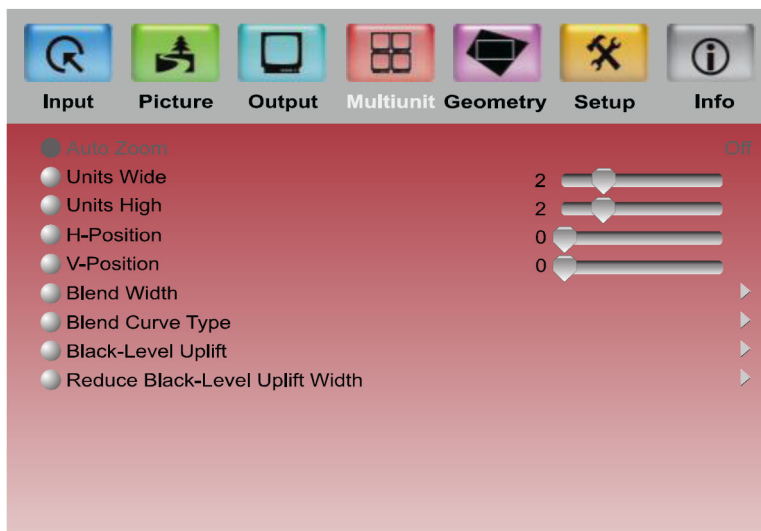 Input Picture Output Multiunit Geometry Setup Info
Auto Zoom Off
Units Wide 2
Units High 2
H-Position 0
V-Position 0
Blend Width
Blend Curve Type
Black-Level Uplift
Reduce Black-Level Uplift Width